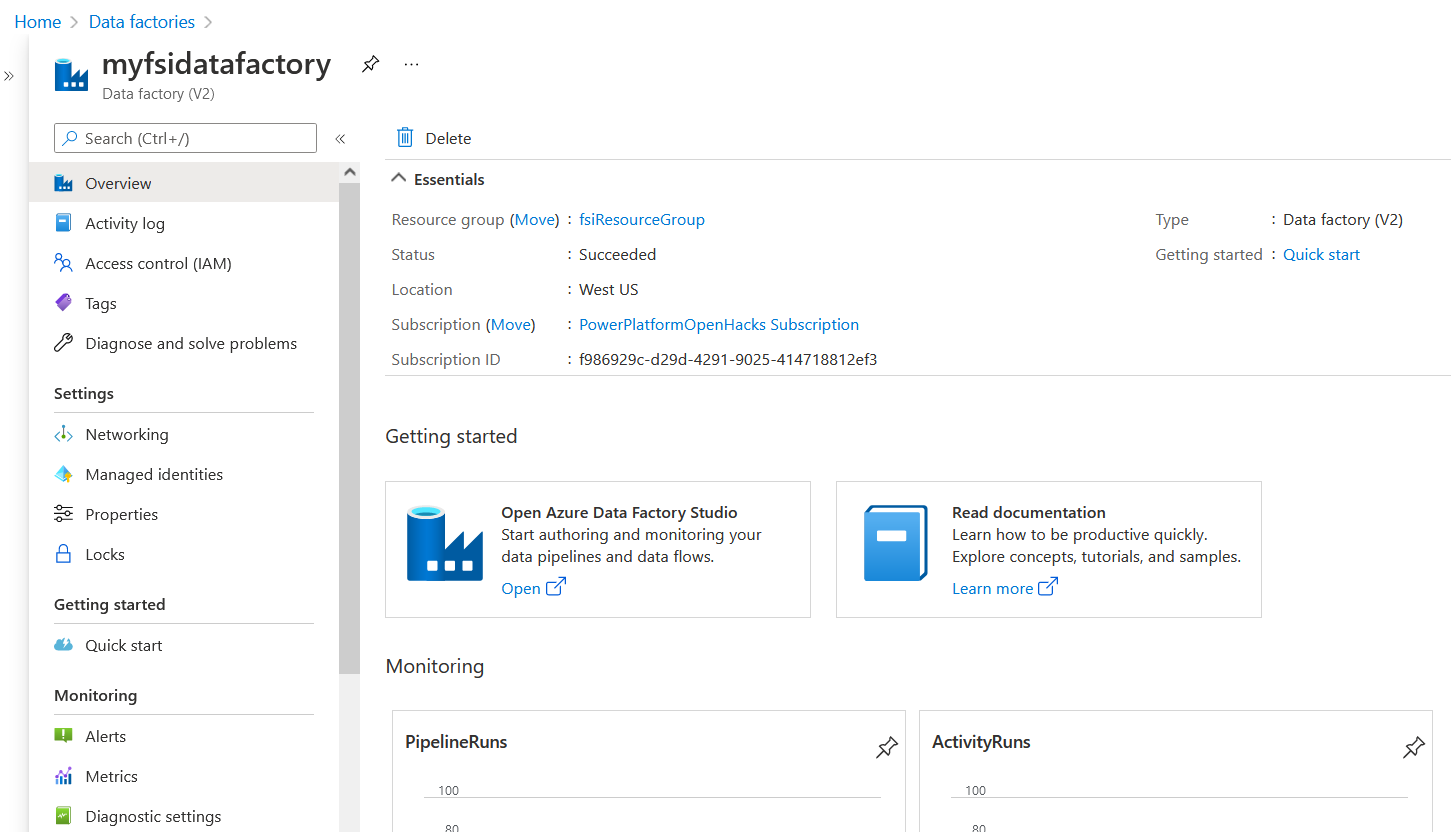 Home > Data factories >
»
myfsidatafactory ...
Data factory (V2)
Search (Ctrl+/) «
Overview
Activity log
Access control (IAM)
Tags
Diagnose and solve problems
Settings
Networking
Managed identities
Properties
Locks
Getting started
Quick start
Monitoring
Alerts
Metrics
Diagnostic settings
Delete
Essentials
Resource group (Move) : fsiResourceGroup
Status : Succeeded
Location : West US
Subscription (Move) : PowerPlatformOpenHacks Subscription
Subscription ID : f986929c-d29d-4291-9025-414718812ef3
Type : Data factory (V2)
Getting started : Quick start
Getting started
Open Azure Data Factory Studio
Start authoring and monitoring your
data pipelines and data flows.
Open
Read documentation
Learn how to be productive quickly.
Explore concepts, tutorials, and samples.
Learn more
Monitoring
PipelineRuns
100
80
ActivityRuns
100
80